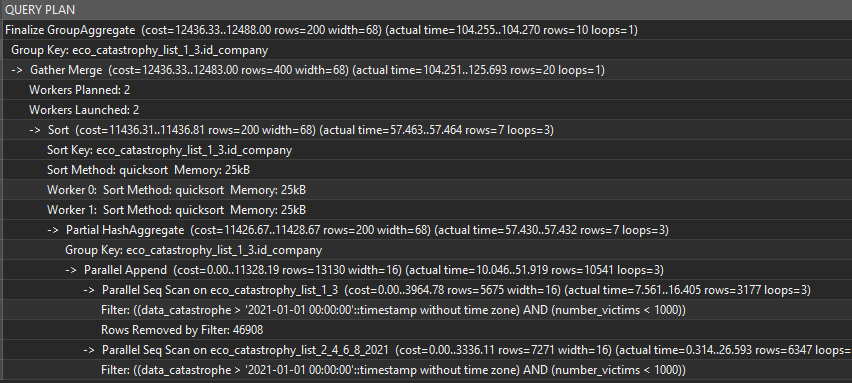 QUERY PLAN
Finalize GroupAggregate (cost=12436.33..12488.00 rows=200 width=68) (actual time=104.255..104.270 rows=10 loops=1)
Group Key: eco_catastrophy_list_1_3.id_company
-> Gather Merge (cost=12436.33..12483.00 rows=400 width=68) (actual time=104.251..125.693 rows=20 loops=1)
Workers Planned: 2
Workers Launched: 2
-> Sort (cost=11436.31..11436.81 rows=200 width=68) (actual time=57.463..57.464 rows=7 loops=3)
Sort Key: eco_catastrophy_list_1_3.id_company
Sort Method: quicksort Memory: 25kB
Worker 0: Sort Method: quicksort Memory: 25kB
Worker 1: Sort Method: quicksort Memory: 25kB
-> Partial HashAggregate (cost=11426.67..11428.67 rows=200 width=68) (actual time=57.430..57.432 rows=7 loops=3)
Group Key: eco_catastrophy_list_1_3.id_company
-> Parallel Append (cost=0.00..11328.19 rows=13130 width=16) (actual time=10.046..51.919 rows=10541 loops=3)
-> Parallel Seq Scan on eco_catastrophy_list_1_3 (cost=0.00..3964.78 rows=5675 width=16) (actual time=7.561..16.405 rows=3177 loops=3)
Filter: ((data_catastrophe > '2021-01-01 00:00:00'::timestamp without time zone) AND (number_victims < 1000))
Rows Removed by Filter: 46908
-> Parallel Seq Scan on eco_catastrophy_list_2_4_6_8_2021 (cost=0.00..3336.11 rows=7271 width=16) (actual time=0.314..26.593 rows=6347 loops=
Filter: ((data_catastrophe > '2021-01-01 00:00:00'::timestamp without time zone) AND (number_victims < 1000))